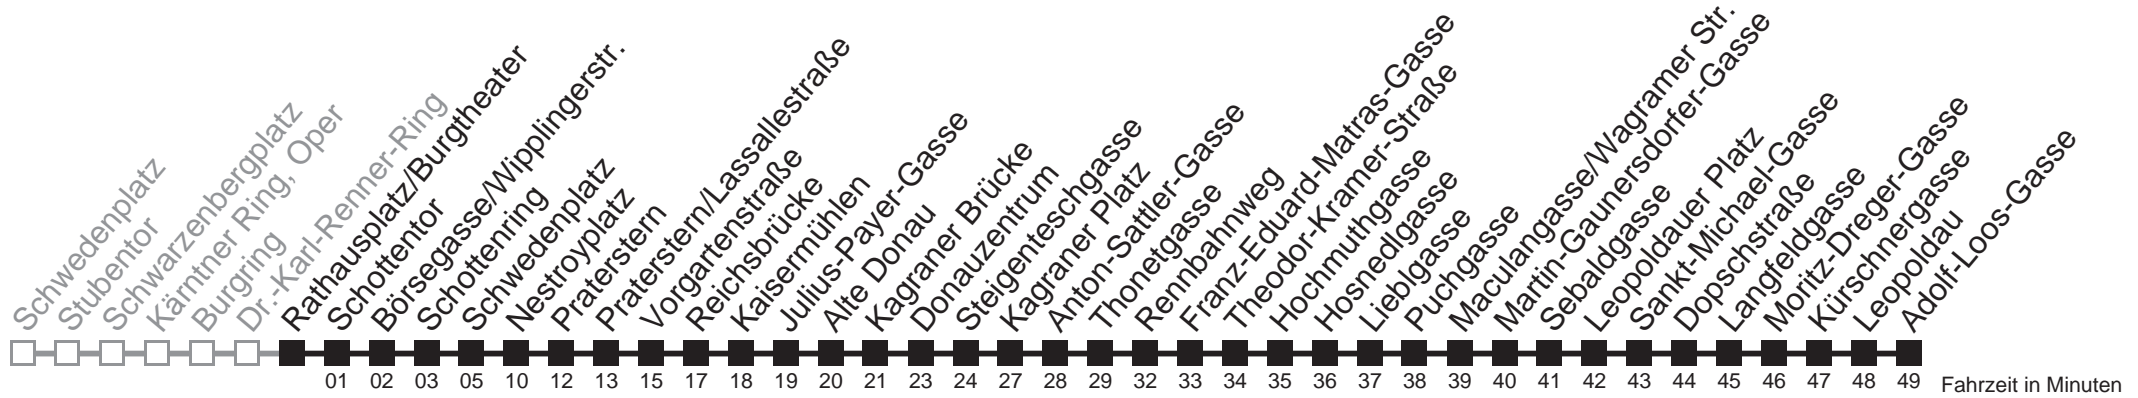 Schwedenplatz
Stubentor
Schwarzenbergplatz
Kärntner Ring, Oper
Burgring
Dr.-Karl-Renner-Ring
Rathausplatz/Burgtheater
Schottentor
Börsegasse/Wipplingerstr.
Schottenring
Schwedenplatz
Nestroyplatz
Praterstern
Praterstern/Lassallestraße
Vorgartenstraße
Reichsbrücke
Kaisermühlen
Julius-Payer-Gasse
Alte Donau
Kagraner Brücke
Donauzentrum
Steigenteschgasse
Kagraner Platz
Anton-Sattler-Gasse
Thonetgasse
Rennbahnweg
Franz-Eduard-Matras-Gasse
Theodor-Kramer-Straße
Hochmuthgasse
Hosnedlgasse
Lieblgasse
Puchgasse
Maculangasse/Wagramer Str.
Martin-Gaunersdorfer-Gasse
Sebaldgasse
Leopoldauer Platz
Sankt-Michael-Gasse
Dopschstraße
Langfeldgasse
Moritz-Dreger-Gasse
Kürschnergasse
Leopoldau
Adolf-Loos-Gasse
01 02 03 05 10 12 13 15 17 18 19 20 21 23 24 27 28 29 32 33 34 35 36 37 38 39 40 41 42 43 44 45 46 47 48 49 Fahrzeit in Minuten